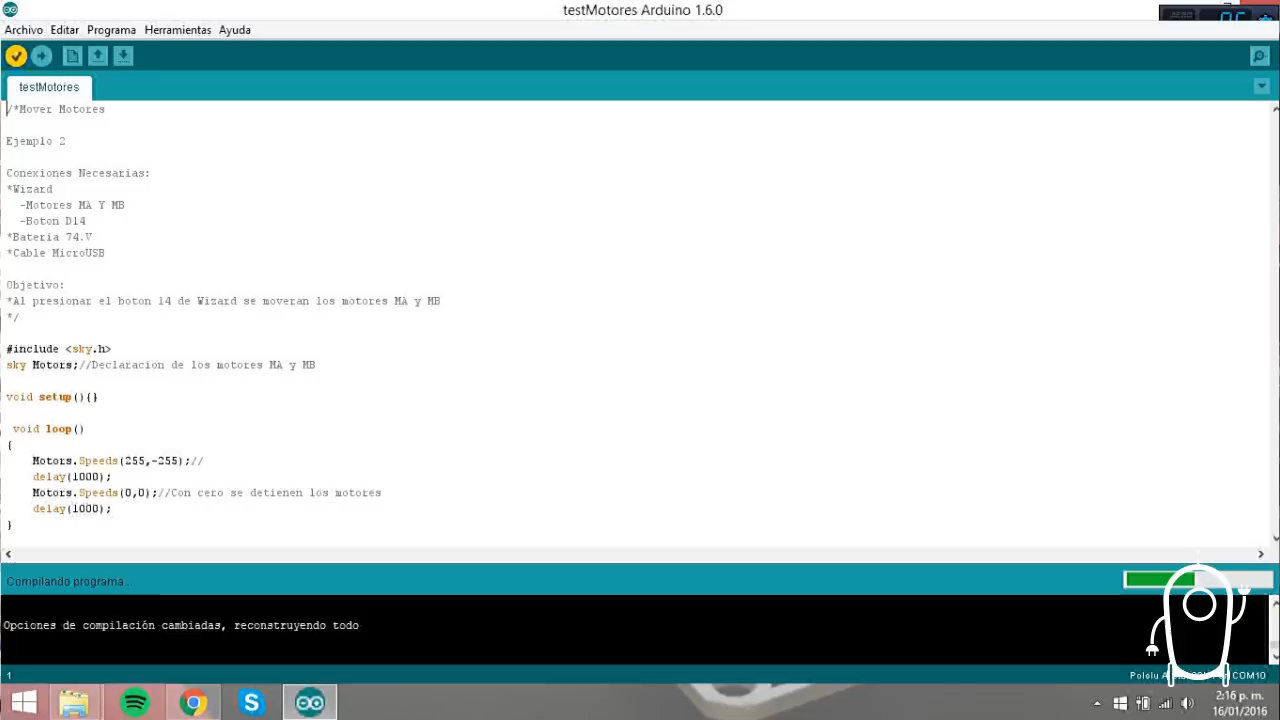 testMotores Arduino 1.6.0
Archivo Editar Programa Herramientas Ayuda
testMotores
/*Mover Motores
Ejemplo 2
Conexiones Necesarias:
*Wizard
-Motores MA Y MB
-Boton D14
*Bateria 74.V
*Cable MicroUSB
Objetivo:
*Al presionar el boton 14 de Wizard se moveran los motores MA y MB
*/
#include <sky.h>
sky Motors;//Declaracion de los motores MA y MB
void setup(){}
void loop()
{
Motors.Speeds(255,-255);//
delay(1000);
Motors.Speeds(0,0);//Con cero se detienen los motores
delay(1000);
}
Compilando programa...
Opciones de compilación cambiadas, reconstruyendo todo
1
Pololu A COM10
2:16 p. m.
16/01/2016